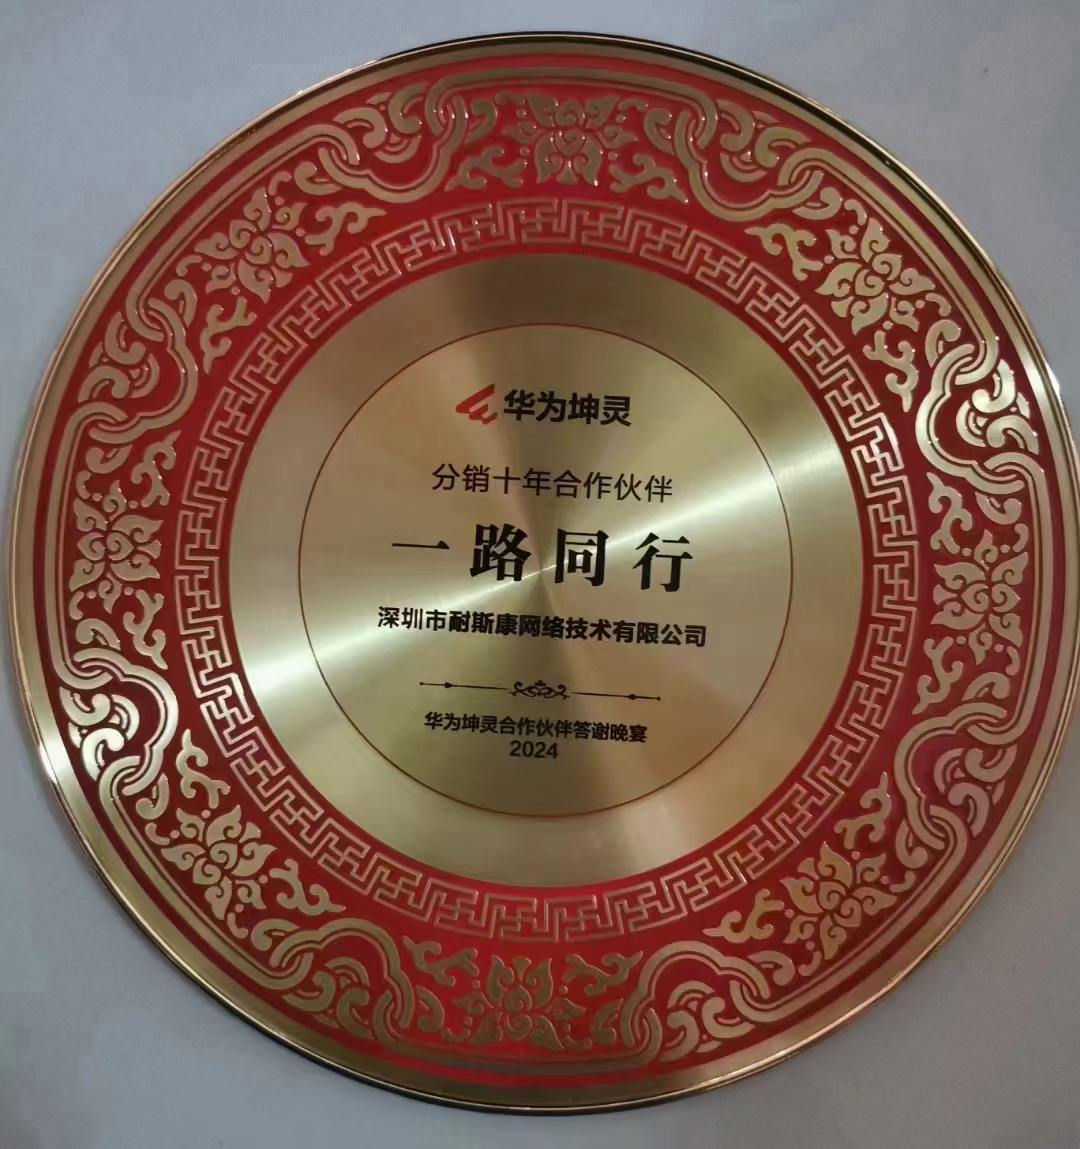 华为坤灵
分销十年合作伙伴
一路同行
深圳市耐斯康网络技术有限公司
华为坤灵合作伙伴答谢晚宴
2024